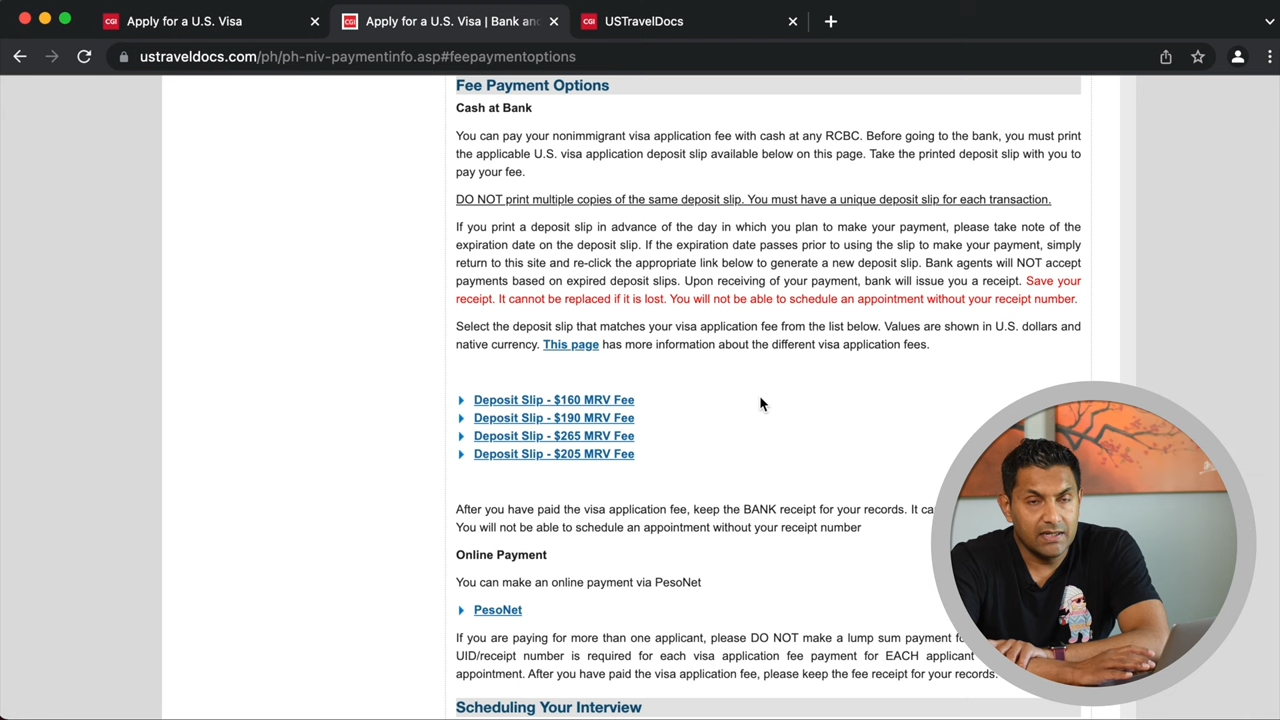 CGI Apply for a U.S. Visa
CGI Apply for a U.S. Visa | Bank and
CGI USTravelDocs
ustraveldocs.com/ph/ph-niv-paymentinfo.asp#feepaymentoptions
Fee Payment Options
Cash at Bank
You can pay your nonimmigrant visa application fee with cash at any RCBC. Before going to the bank, you must print
the applicable U.S. visa application deposit slip available below on this page. Take the printed deposit slip with you to
pay your fee.
DO NOT print multiple copies of the same deposit slip. You must have a unique deposit slip for each transaction.
If you print a deposit slip in advance of the day in which you plan to make your payment, please take note of the
expiration date on the deposit slip. If the expiration date passes prior to using the slip to make your payment, simply
return to this site and re-click the appropriate link below to generate a new deposit slip. Bank agents will NOT accept
payments based on expired deposit slips. Upon receiving of your payment, bank will issue you a receipt. Save your
receipt. It cannot be replaced if it is lost. You will not be able to schedule an appointment without your receipt number.
Select the deposit slip that matches your visa application fee from the list below. Values are shown in U.S. dollars and
native currency. This page has more information about the different visa application fees.
Deposit Slip - $160 MRV Fee
Deposit Slip - $190 MRV Fee
Deposit Slip - $265 MRV Fee
Deposit Slip - $205 MRV Fee
After you have paid the visa application fee, keep the BANK receipt for your records. It ca
You will not be able to schedule an appointment without your receipt number
Online Payment
You can make an online payment via PesoNet
PesoNet
If you are paying for more than one applicant, please DO NOT make a lump sum payment
UID/receipt number is required for each visa application fee payment for EACH applicant
appointment. After you have paid the visa application fee, please keep the fee receipt for your records.
Scheduling Your Interview